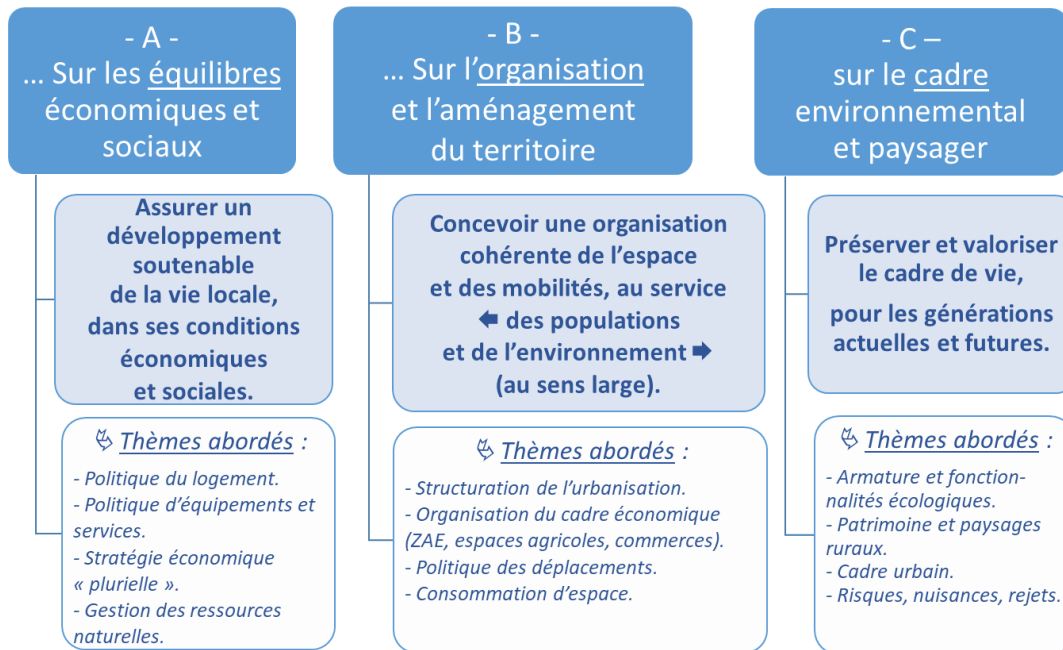 - A -
... Sur les équilibres
économiques et
sociaux
Assurer un
développement
soutenable
de la vie locale,
dans ses conditions
économiques
et sociales.
Thèmes abordés :
- Politique du logement.
- Politique d’équipements et
services.
- Stratégie économique
« plurielle ».
- Gestion des ressources
naturelles.
- B -
... Sur l’organisation
et l’aménagement
du territoire
Concevoir une organisation
cohérente de l’espace
et des mobilités, au service
🡄 des populations
et de l’environnement 🡆
(au sens large).
Thèmes abordés :
- Structuration de l’urbanisation.
- Organisation du cadre économique
(ZAE, espaces agricoles, commerces).
- Politique des déplacements.
- Consommation d’espace.
- C –
sur le cadre
environnemental
et paysager
Préserver et valoriser
le cadre de vie,
pour les générations
actuelles et futures.
Thèmes abordés :
- Armature et fonction-
nalités écologiques.
- Patrimoine et paysages
ruraux.
- Cadre urbain.
- Risques, nuisances, rejets.